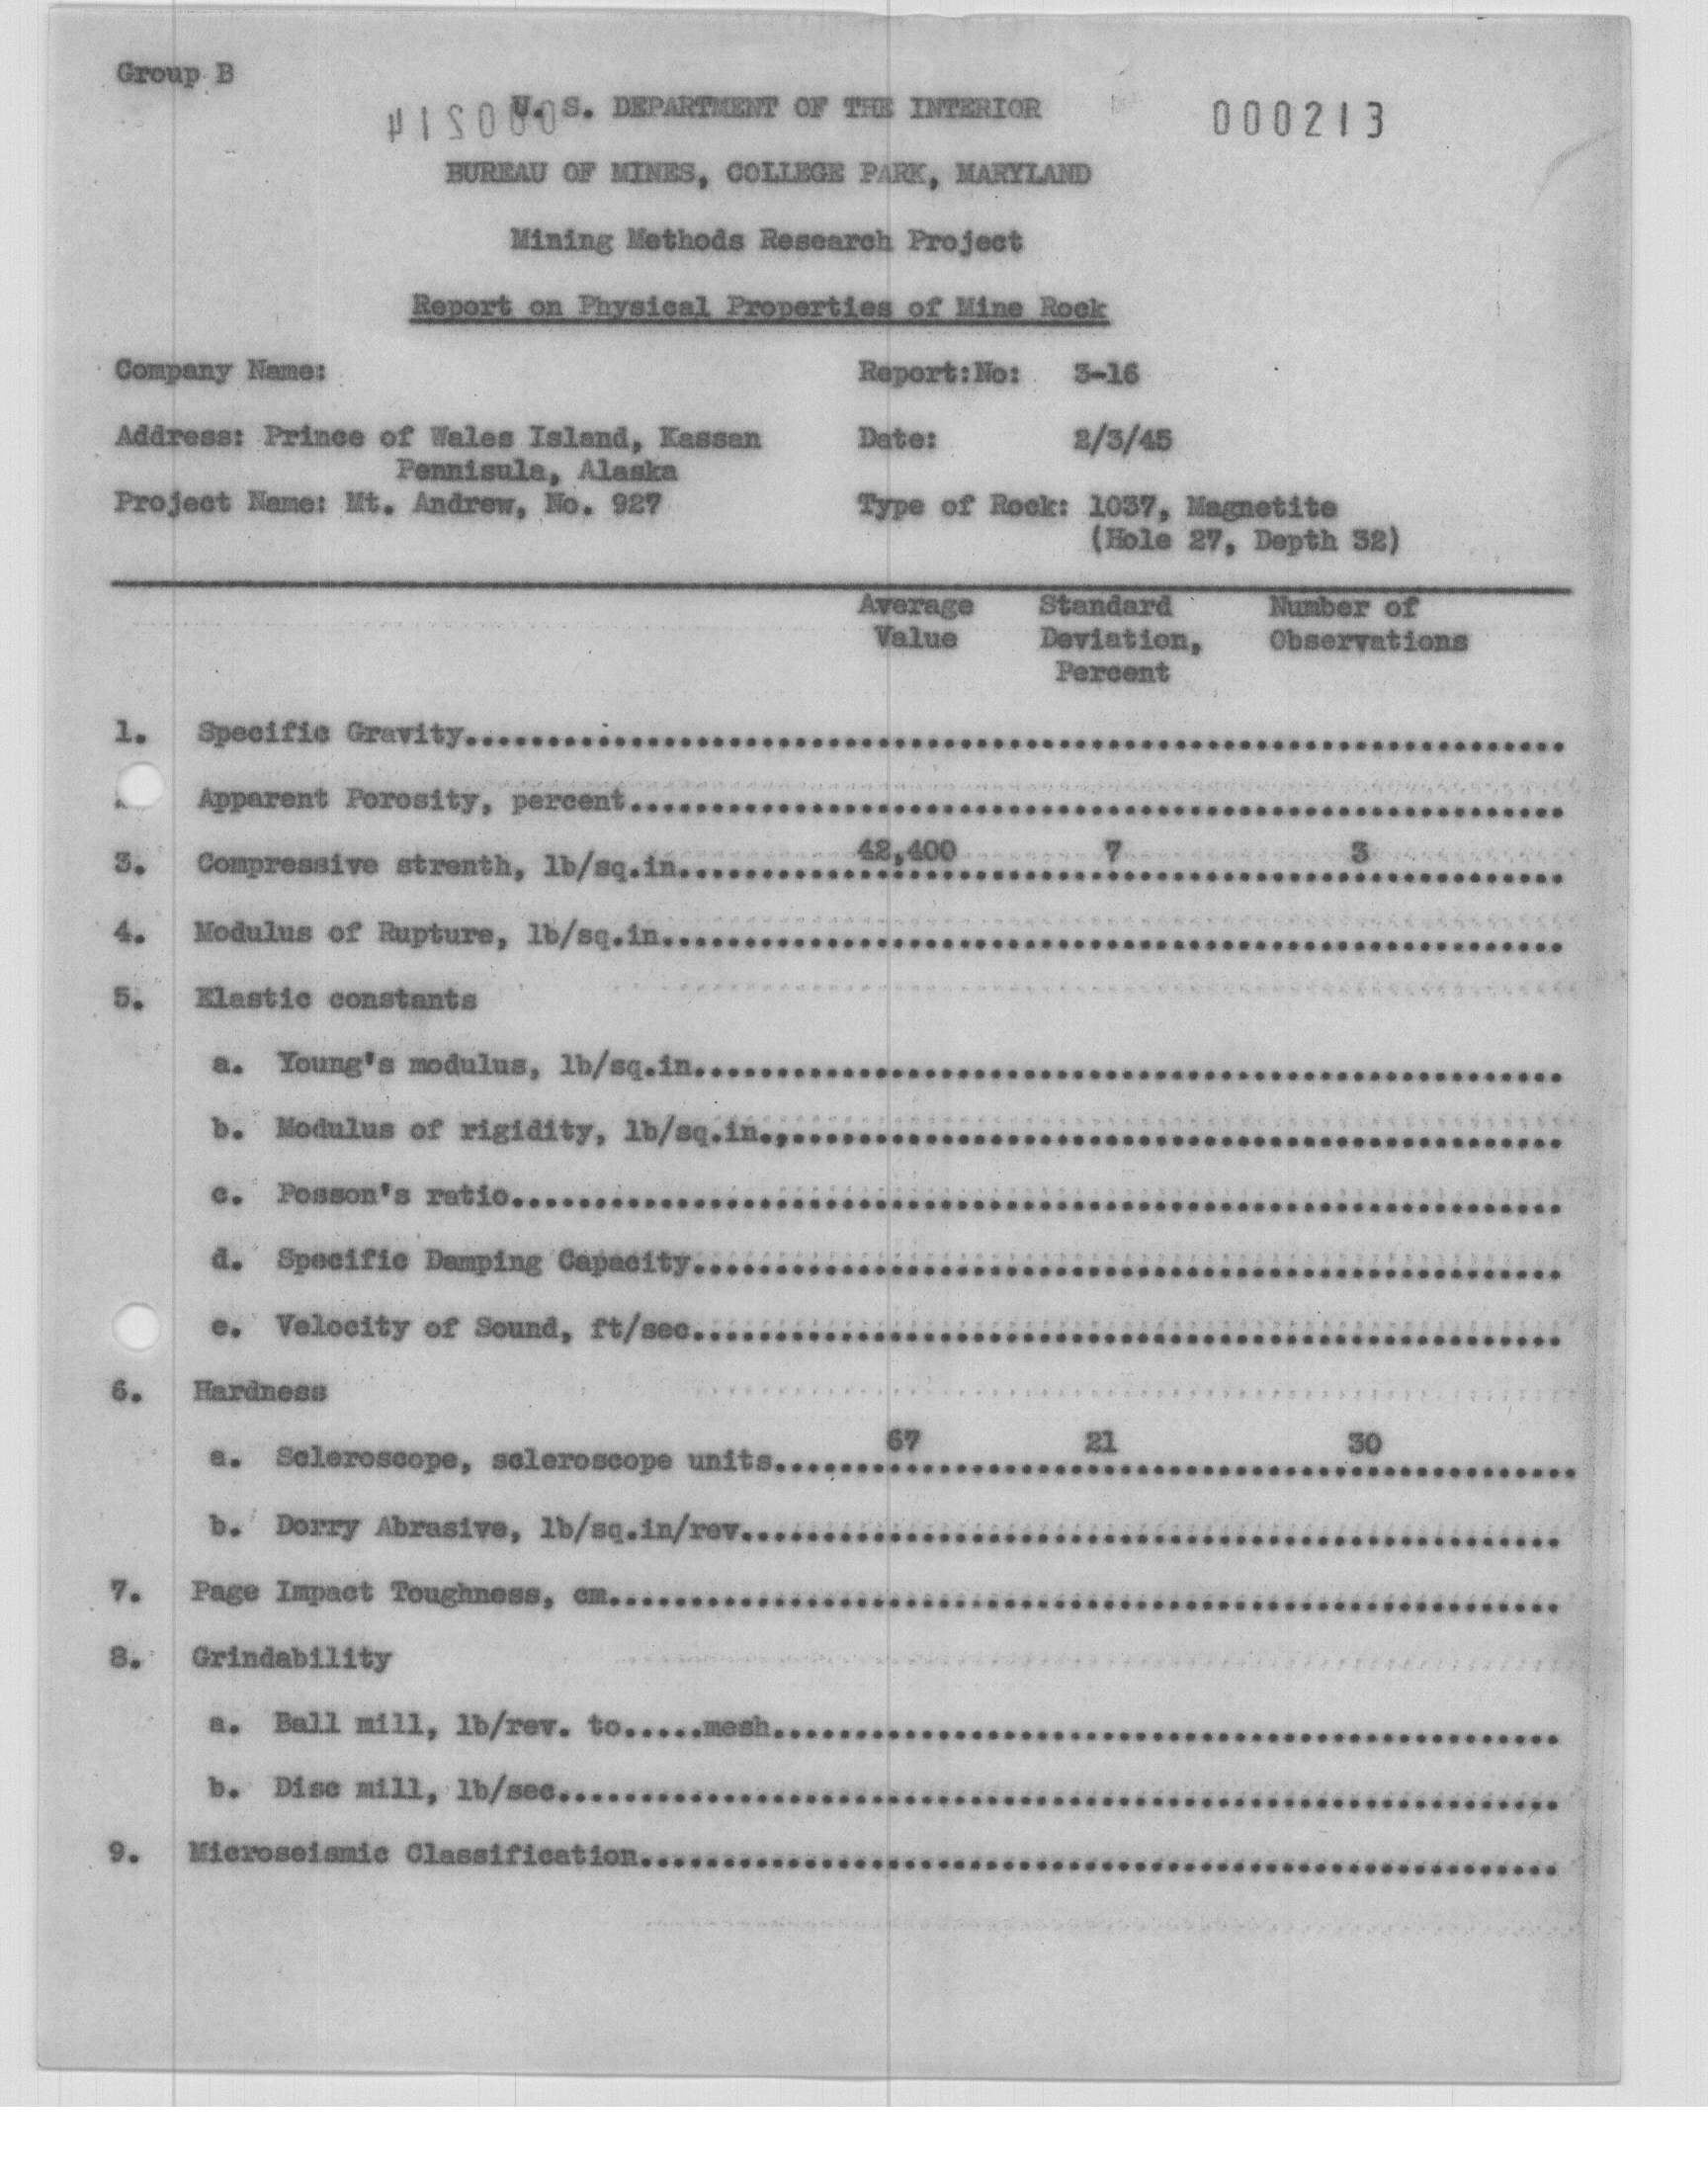 Group B
U. S. DEPARTMENT OF THE INTERIOR
000213
000214
BUREAU OF MINES, COLLEGE PARK, MARYLAND
Mining Methods Research Project
Report on Physical Properties of Mine Rock
Company Name: Report:No: 3-16
Address: Prince of Wales Island, Kassan Date: 2/3/45
Pennisula, Alaska
Project Name: Mt. Andrew, No. 927 Type of Rock: 1037, Magnetite
(Hole 27, Depth 32)
Average Standard Number of
Value Deviation, Observations
Percent
1. Specific Gravity
Apparent Porosity, percent
3. Compressive strenth, lb/sq.in. 42,400 7 3
4. Modulus of Rupture, lb/sq.in.
5. Elastic constants
a. Young's modulus, lb/sq.in.
b. Modulus of rigidity, lb/sq.in.,
c. Posson's ratio
d. Specific Damping Capacity
e. Velocity of Sound, ft/sec.
6. Hardness
a. Scleroscope, scleroscope units 67 21 30
b. Dorry Abrasive, lb/sq.in/rev.
7. Page Impact Toughness, cm.
8. Grindability
a. Ball mill, lb/rev. to.....mesh
b. Disc mill, lb/sec.
9. Microseismic Classification